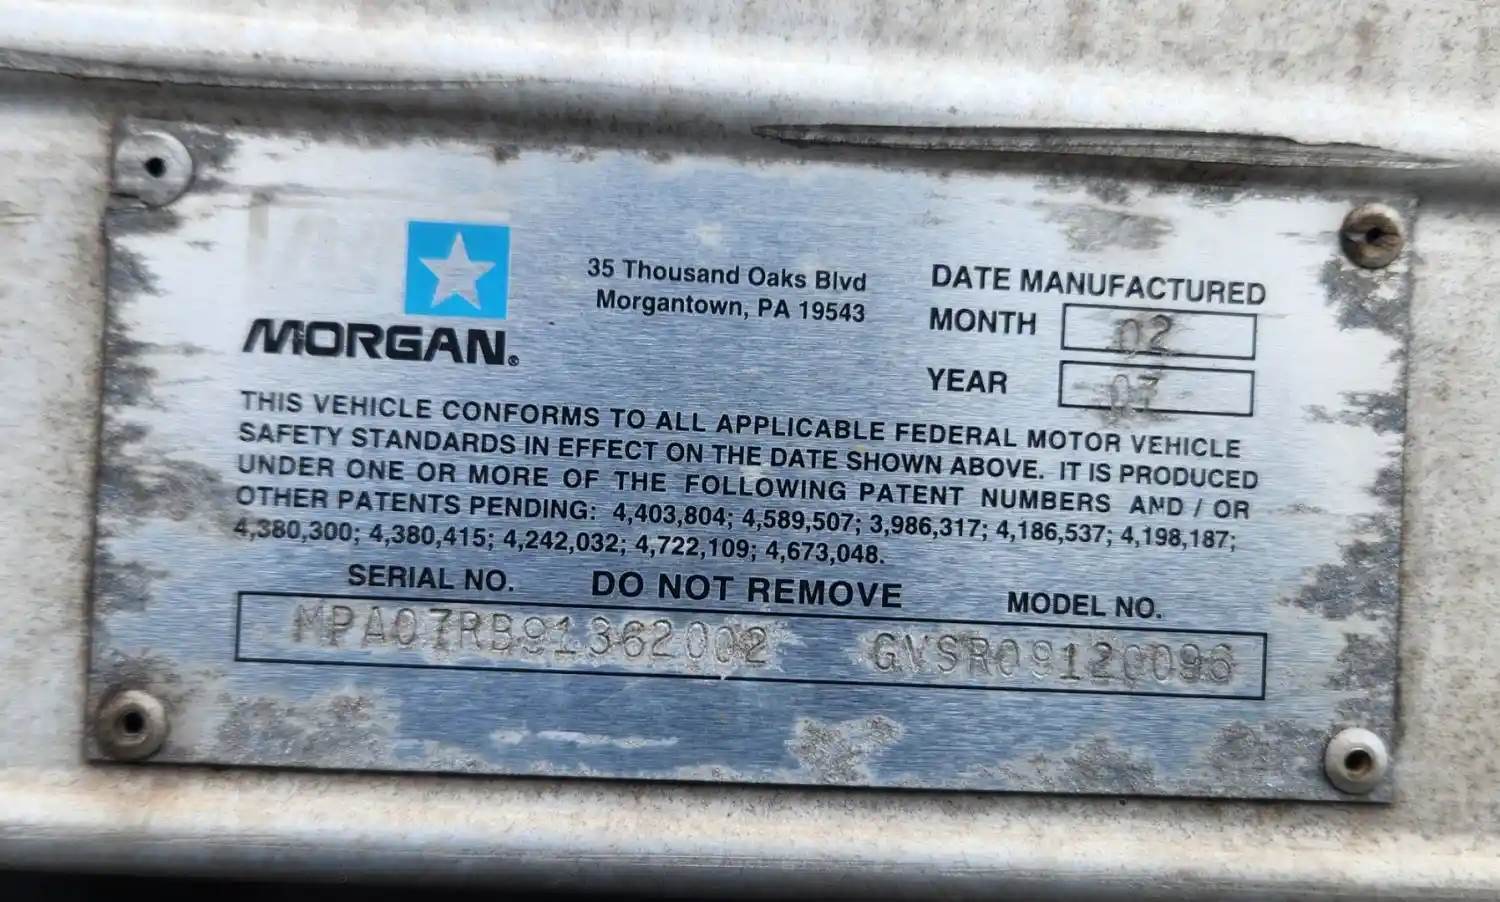 MORGAN®
35 Thousand Oaks Blvd
Morgantown, PA 19543
DATE MANUFACTURED
MONTH 02
YEAR 07
THIS VEHICLE CONFORMS TO ALL APPLICABLE FEDERAL MOTOR VEHICLE
SAFETY STANDARDS IN EFFECT ON THE DATE SHOWN ABOVE. IT IS PRODUCED
UNDER ONE OR MORE OF THE FOLLOWING PATENT NUMBERS AND / OR
OTHER PATENTS PENDING: 4,403,804; 4,589,507; 3,986,317; 4,186,537; 4,198,187;
4,380,300; 4,380,415; 4,242,032; 4,722,109; 4,673,048.
SERIAL NO. DO NOT REMOVE MODEL NO.
MPA07RB91362002 GVSR09120096